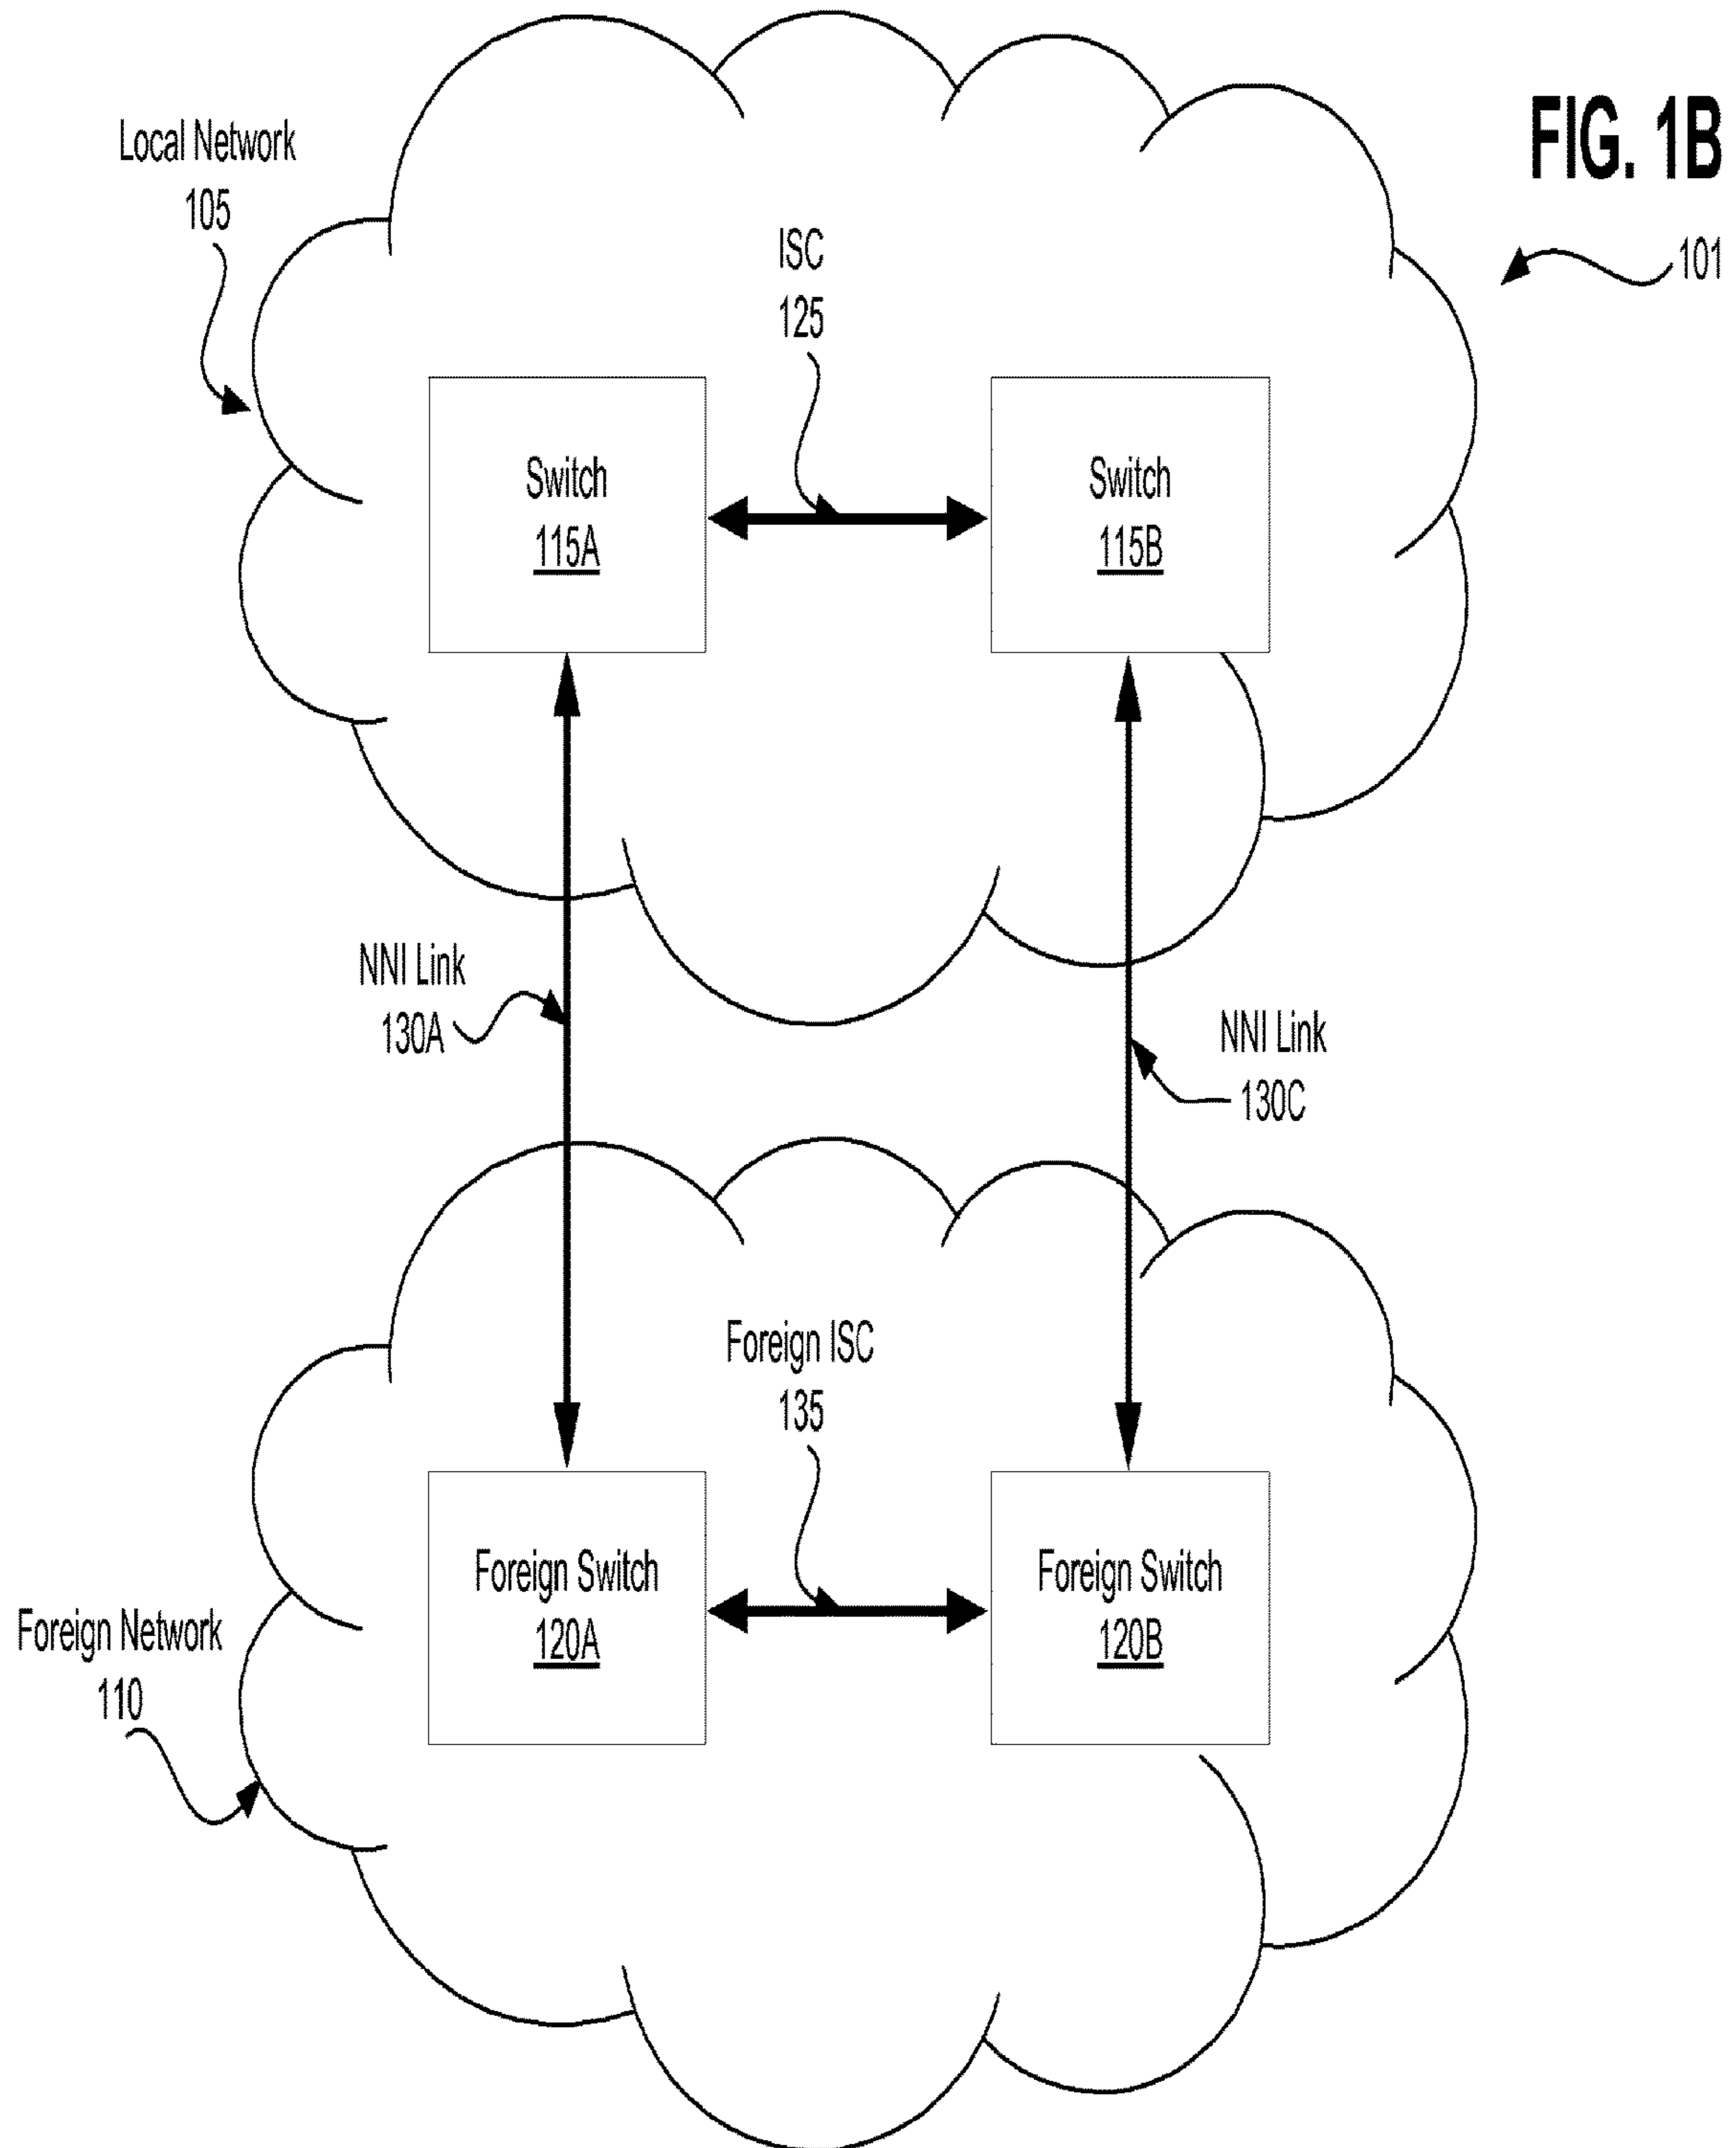 FIG. 1B
101
Local Network
105
ISC
125
Switch
115A
Switch
115B
NNI Link
130A
NNI Link
130C
Foreign ISC
135
Foreign Switch
120A
Foreign Switch
120B
Foreign Network
110